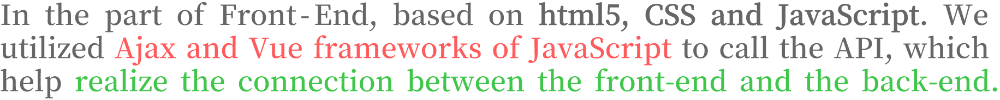 In the part of Front-End, based on html5, CSS and JavaScript. We
utilized Ajax and Vue frameworks of JavaScript to call the API, which
help realize the connection between the front-end and the back-end.